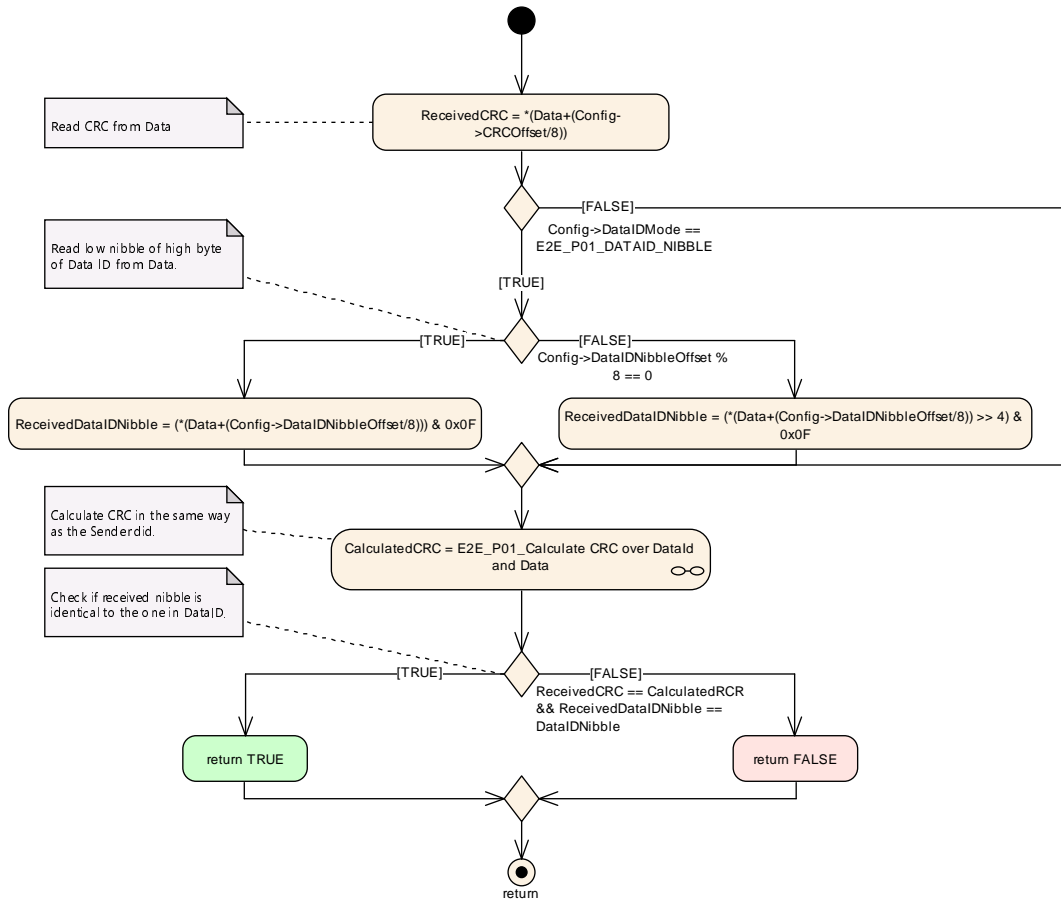 ReceivedCRC = *(Data+(Config-
>CRCOffset/8))
Read CRC from Data
[FALSE]
Config->DataIDMode ==
E2E_P01_DATAID_NIBBLE
Read low nibble of high byte
of Data ID from Data.
[TRUE]
[TRUE]
[FALSE]
Config->DataIDNibbleOffset %
8 == 0
ReceivedDataIDNibble = (*(Data+(Config->DataIDNibbleOffset/8))) & 0x0F
ReceivedDataIDNibble = (*(Data+(Config->DataIDNibbleOffset/8)) >> 4) &
0x0F
Calculate CRC in the same way
as the Sender did.
CalculatedCRC = E2E_P01_Calculate CRC over DataId
and Data
Check if received nibble is
identical to the one in DataID.
[TRUE]
[FALSE]
ReceivedCRC == CalculatedRCR
&& ReceivedDataIDNibble ==
DataIDNibble
return TRUE
return FALSE
return